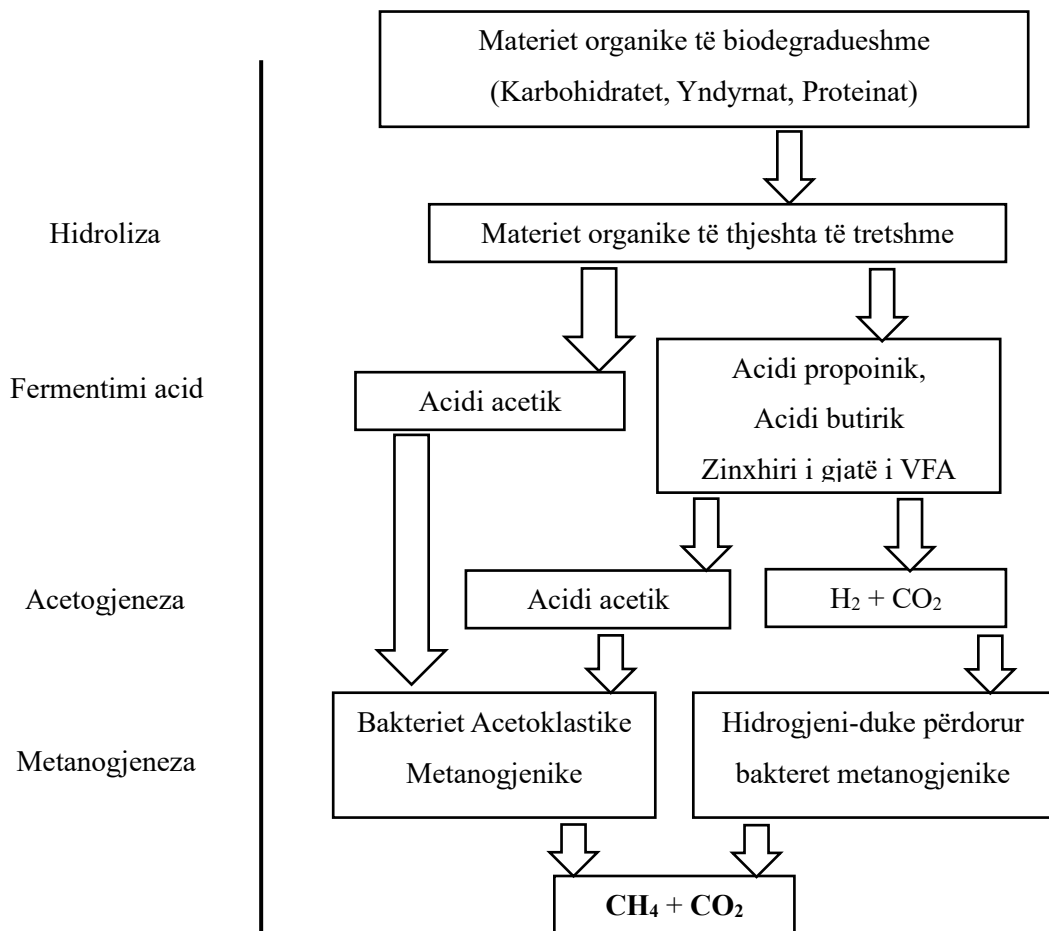 Materiet organike të biodegradueshme
(Karbohidratet, Yndyrnat, Proteinat)
Hidroliza
Materiet organike të thjeshta të tretshme
Fermentimi acid
Acidi acetik
Acidi propoinik,
Acidi butirik
Zinxhiri i gjatë i VFA
Acetogjeneza
Acidi acetik
H₂ + CO₂
Metanogjeneza
Bakteriet Acetoklastike
Metanogjenike
Hidrogjeni-duke përdorur
bakteret metanogjenike
CH₄ + CO₂